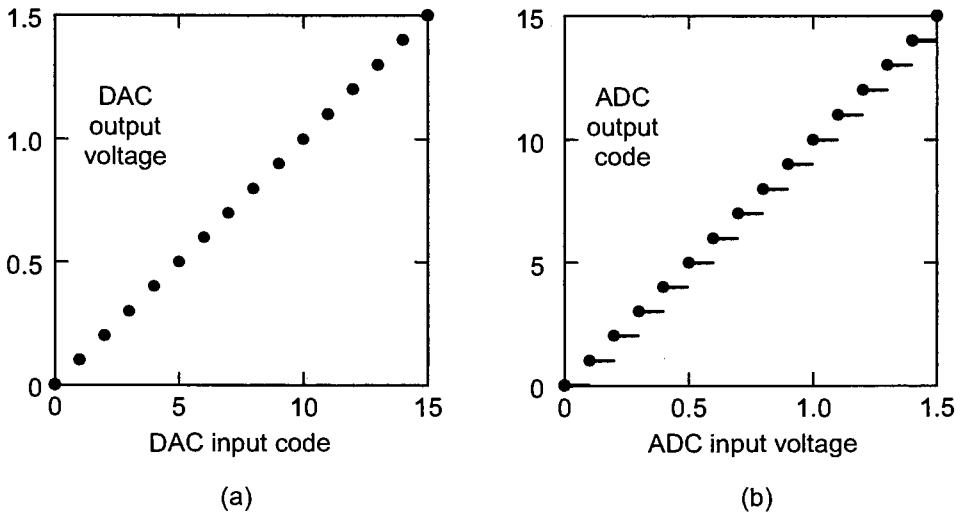 1.5
DAC
output
voltage
1.0
0.5
0
0
5
10
15
DAC input code
(a)
15
ADC
output
code
10
5
0
0
0.5
1.0
1.5
ADC input voltage
(b)